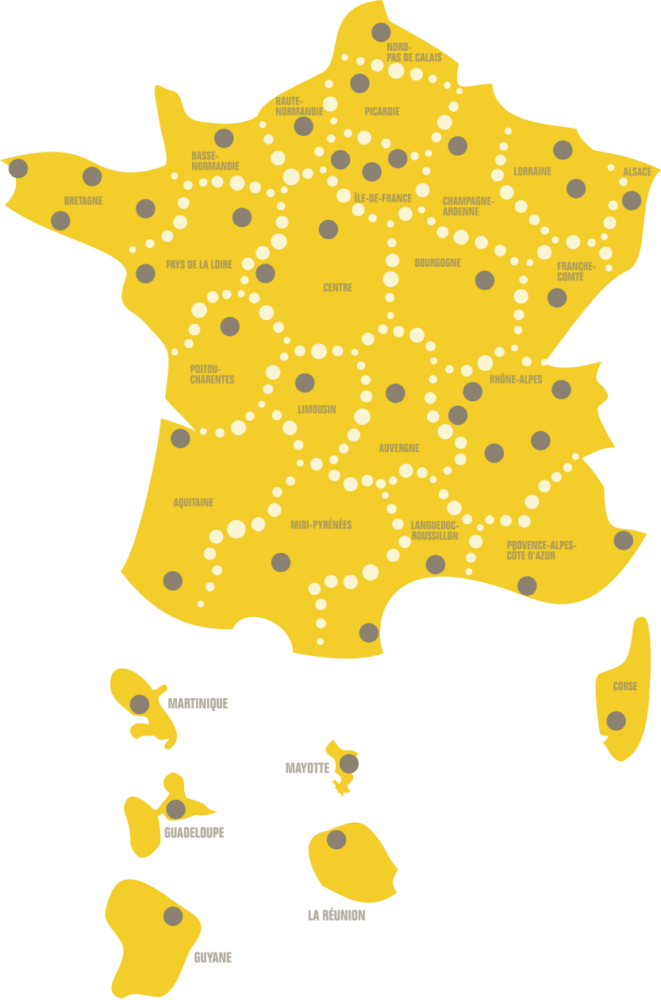 NORD-
PAS DE CALAIS
HAUTE-
NORMANDIE
PICARDIE
BASSE-
NORMANDIE
LORRAINE
ALSACE
BRETAGNE
ÎLE-DE-FRANCE
CHAMPAGNE-
ARDENNE
PAYS DE LA LOIRE
BOURGOGNE
FRANCHE-
COMTÉ
CENTRE
POITOU-
CHARENTES
RHÔNE-ALPES
LIMOUSIN
AUVERGNE
AQUITAINE
MIDI-PYRÉNÉES
LANGUEDOC-
ROUSSILLON
PROVENCE-ALPES-
CÔTE D'AZUR
CORSE
MARTINIQUE
MAYOTTE
GUADELOUPE
LA RÉUNION
GUYANE